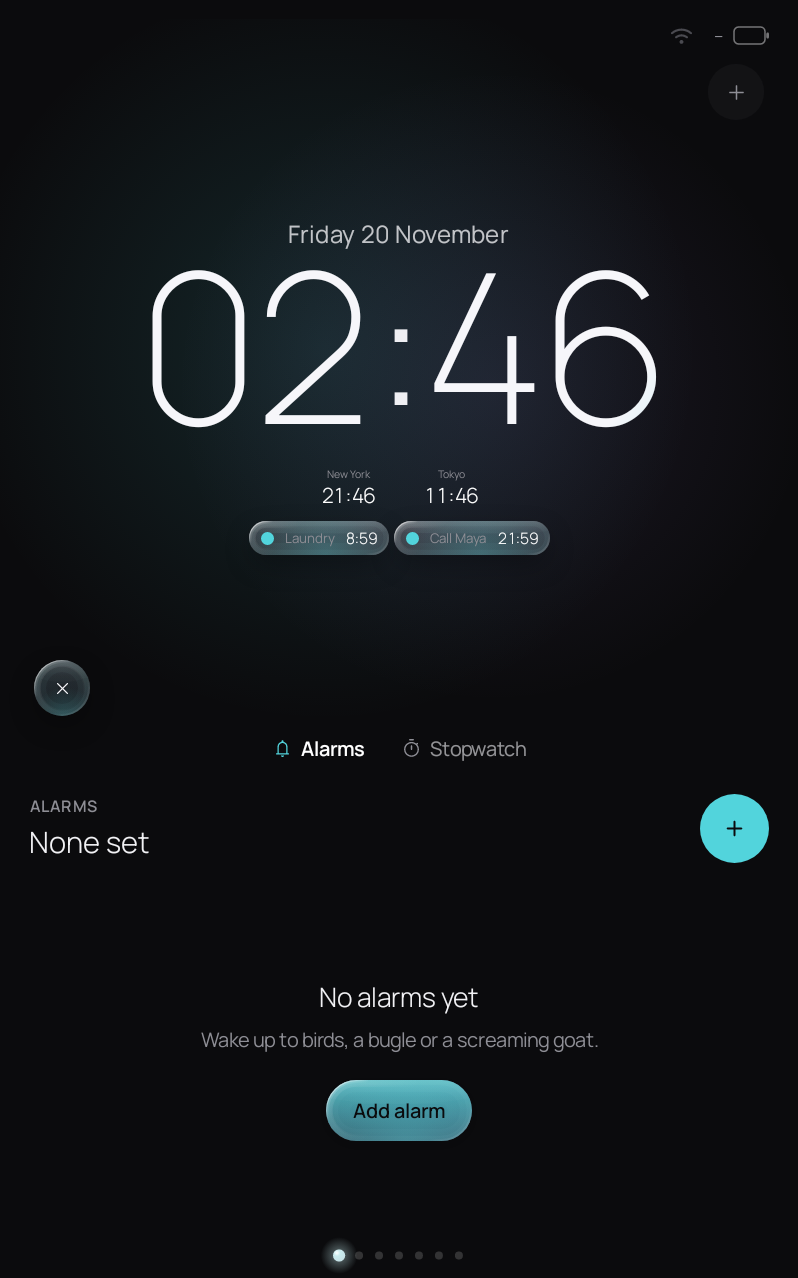 Friday 20 November
02:46
New York Tokyo
21:46 11:46
Laundry 8:59 Call Maya 21:59
Alarms Stopwatch
ALARMS
None set
No alarms yet
Wake up to birds, a bugle or a screaming goat.
Add alarm